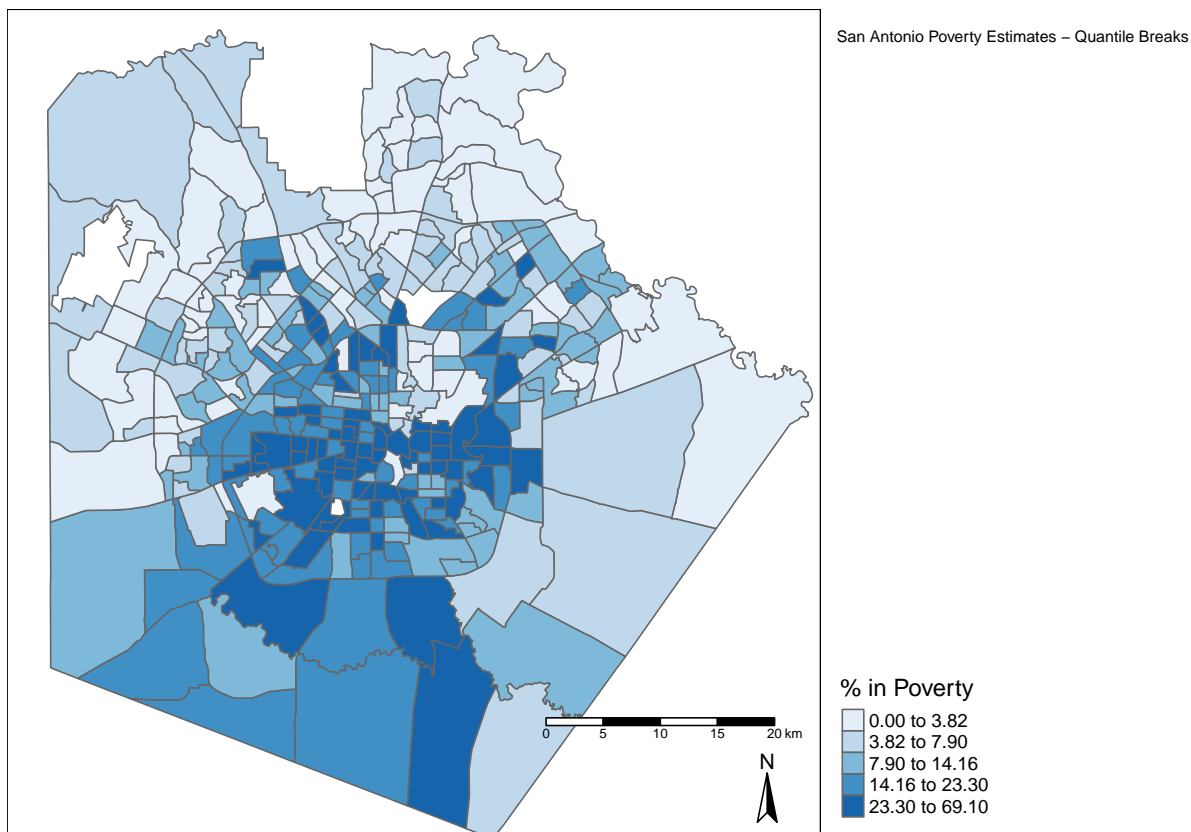 San Antonio Poverty Estimates – Quantile Breaks
% in Poverty
0.00 to 3.82
3.82 to 7.90
7.90 to 14.16
14.16 to 23.30
23.30 to 69.10
0 5 10 15 20 km
N